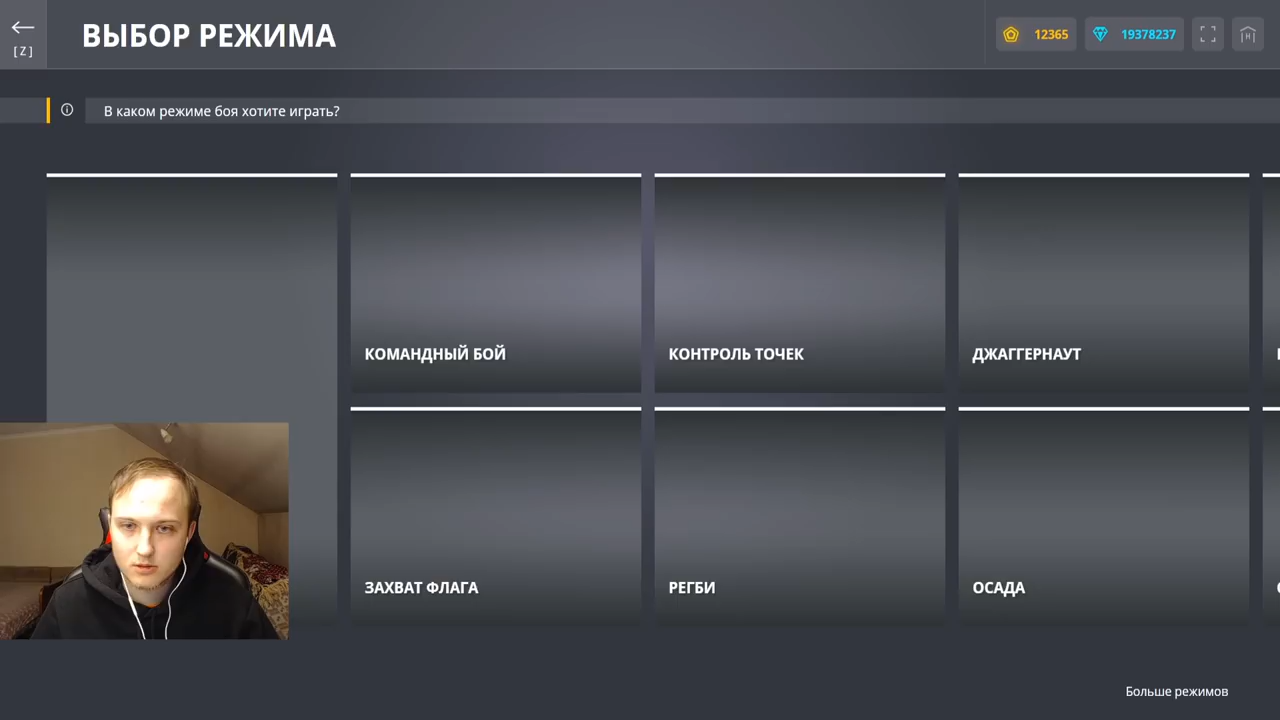 [Z]
ВЫБОР РЕЖИМА
12365
19378237
В каком режиме боя хотите играть?
КОМАНДНЫЙ БОЙ
КОНТРОЛЬ ТОЧЕК
ДЖАГГЕРНАУТ
ЗАХВАТ ФЛАГА
РЕГБИ
ОСАДА
Больше режимов